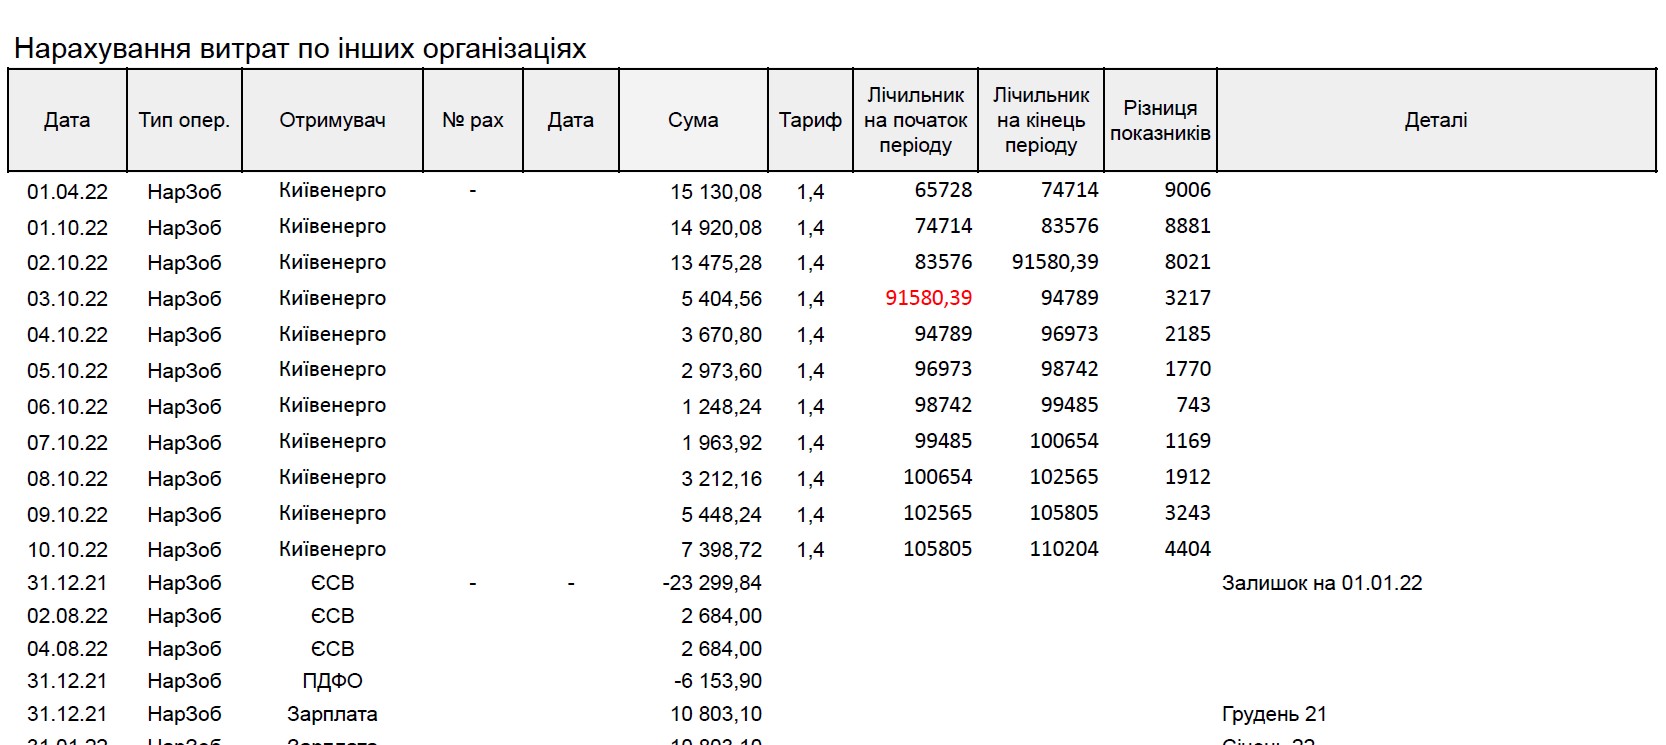 Нарахування витрат по інших організаціях
Дата Тип опер. Отримувач № рах Дата Сума Тариф Лічильник на початок періоду Лічильник на кінець періоду Різниця показників Деталі
01.04.22 НарЗоб Київенерго - 15 130,08 1,4 65728 74714 9006
01.10.22 НарЗоб Київенерго 14 920,08 1,4 74714 83576 8881
02.10.22 НарЗоб Київенерго 13 475,28 1,4 83576 91580,39 8021
03.10.22 НарЗоб Київенерго 5 404,56 1,4 91580,39 94789 3217
04.10.22 НарЗоб Київенерго 3 670,80 1,4 94789 96973 2185
05.10.22 НарЗоб Київенерго 2 973,60 1,4 96973 98742 1770
06.10.22 НарЗоб Київенерго 1 248,24 1,4 98742 99485 743
07.10.22 НарЗоб Київенерго 1 963,92 1,4 99485 100654 1169
08.10.22 НарЗоб Київенерго 3 212,16 1,4 100654 102565 1912
09.10.22 НарЗоб Київенерго 5 448,24 1,4 102565 105805 3243
10.10.22 НарЗоб Київенерго 7 398,72 1,4 105805 110204 4404
31.12.21 НарЗоб ЄСВ - - -23 299,84 Залишок на 01.01.22
02.08.22 НарЗоб ЄСВ 2 684,00
04.08.22 НарЗоб ЄСВ 2 684,00
31.12.21 НарЗоб ПДФО -6 153,90
31.12.21 НарЗоб Зарплата 10 803,10 Грудень 21
31.01.22 НарЗоб Зарплата 10 803,10 Січень 22